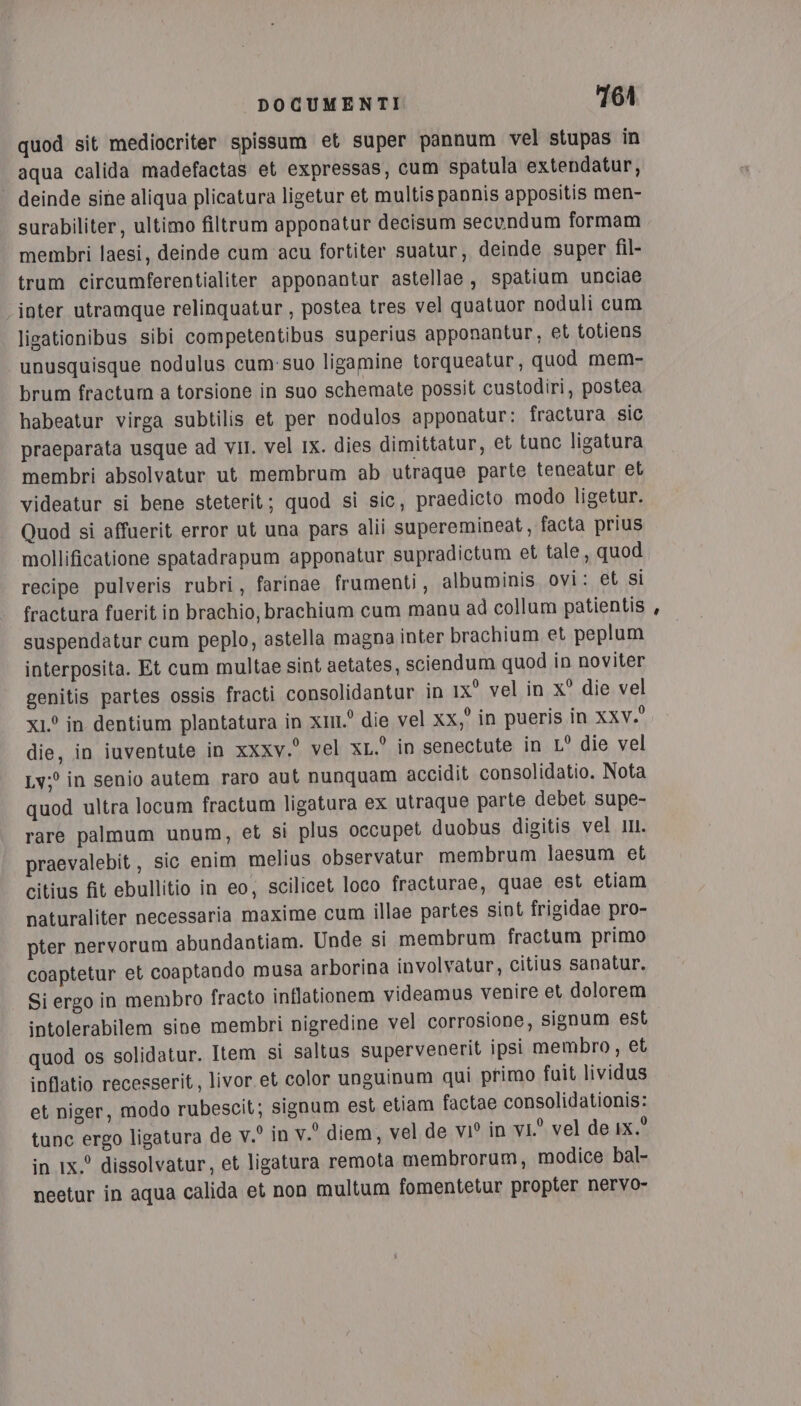 DOCUMENTI 761
quod sit mediocriter spissum et super pannum vel stupas in
aqua calida madefactas et expressas, cum spatula extendatur,
deinde sine aliqua plicatura ligetur et multis pannis appositis men-
surabiliter, ultimo filtrum apponatur decisum secundum formam
membri laesi, deinde cum acu fortiter suatur, deinde super fil-
trum circumferentialiter apponantur astellae, spatium unciae
inter utramque relinquatur, postea tres vel quatuor noduli cum
ligationibus sibi competentibus superius apponantur, et totiens
unusquisque nodulus cum suo ligamine torqueatur, quod mem-
brum fractum a torsione in suo schemate possit custodiri, postea
habeatur virga subtilis et per nodulos apponatur: fractura sic
praeparata usque ad VII. vel IX. dies dimittatur, et tunc ligatura
membri absolvatur ut membrum ab utraque parte teneatur et
videatur si bene steterit; quod si sic, praedicto modo ligetur.
Quod si affuerit error ut una pars alii superemineat, facta prius
mollificatione spatadrapum apponatur supradictum et tale, quod
recipe pulveris rubri, farinae frumenti, albuminis ovi: et si
fractura fuerit in brachio, brachium cum manu ad collum patientis,
suspendatur cum peplo, astella magna inter brachium et peplum
interposita. Et cum multae sint aetates, sciendum quod in noviter
genitis partes ossis fracti consolidantur in IXº vel in Xº die vel
XI.º in dentium plantatura in XIII.º die vel XX,º in pueris in XXV.º
die, in iuventute in XXXV.º vel XL.º in senectute in Lº die vel
LV;º in senio autem raro aut nunquam accidit consolidatio. Nota
quod ultra locum fractum ligatura ex utraque parte debet supe-
rare palmum unum, et si plus occupet duobus digitis vel III.
praevalebit, sic enim melius observatur membrum laesum et
citius fit ebullitio in eo, scilicet loco fracturae, quae est etiam
naturaliter necessaria maxime cum illae partes sint frigidae pro-
pter nervorum abundantiam. Unde si membrum fractum primo
coaptetur et coaptando musa arborina involvatur, citius sanatur.
Si ergo in membro fracto inflationem videamus venire et dolorem
intolerabilem sine membri nigredine vel corrosione, signum est
quod os solidatur. Item si saltus supervenerit ipsi membro, et
inflatio recesserit, livor et color unguinum qui primo fuit lividus
et niger, modo rubescit; signum est etiam factae consolidationis:
tunc ergo ligatura de V.º in V.º diem, vel de VIº in VI.º vel de IX.º
in IX.º dissolvatur, et ligatura remota membrorum, modice bal-
neetur in aqua calida et non multum fomentetur propter nervo-